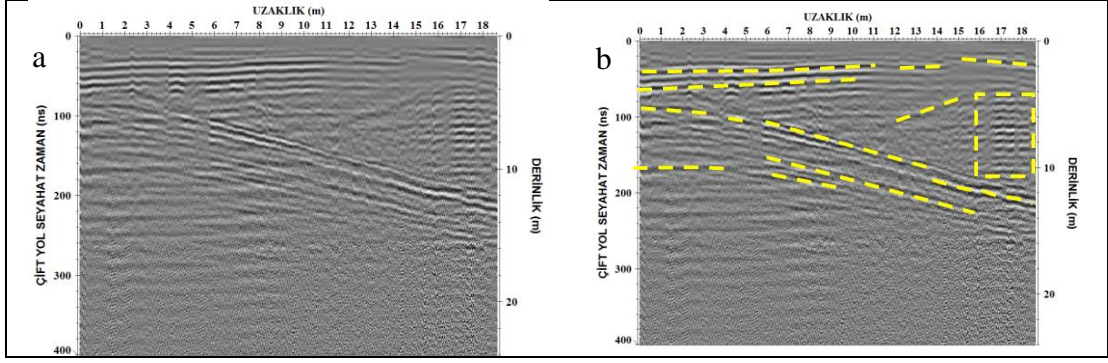 UZAKLIK (m)
0 1 2 3 4 5 6 7 8 9 10 11 12 13 14 15 16 17 18
a
ÇİFT YOL SEYAHAT ZAMAN (ns)
0
100
200
300
400
DERİNLİK (m)
0
10
20
UZAKLIK (m)
0 1 2 3 4 5 6 7 8 9 10 11 12 13 14 15 16 17 18
b
ÇİFT YOL SEYAHAT ZAMAN (ns)
0
100
200
300
400
DERİNLİK (m)
0
10
20